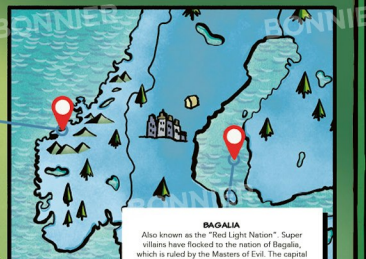 BONNIER
BONNIER
BAGALIA
Also known as the "Red Light Nation". Super
villains have flocked to the nation of Bagalia,
which is ruled by the Masters of Evil. The capital